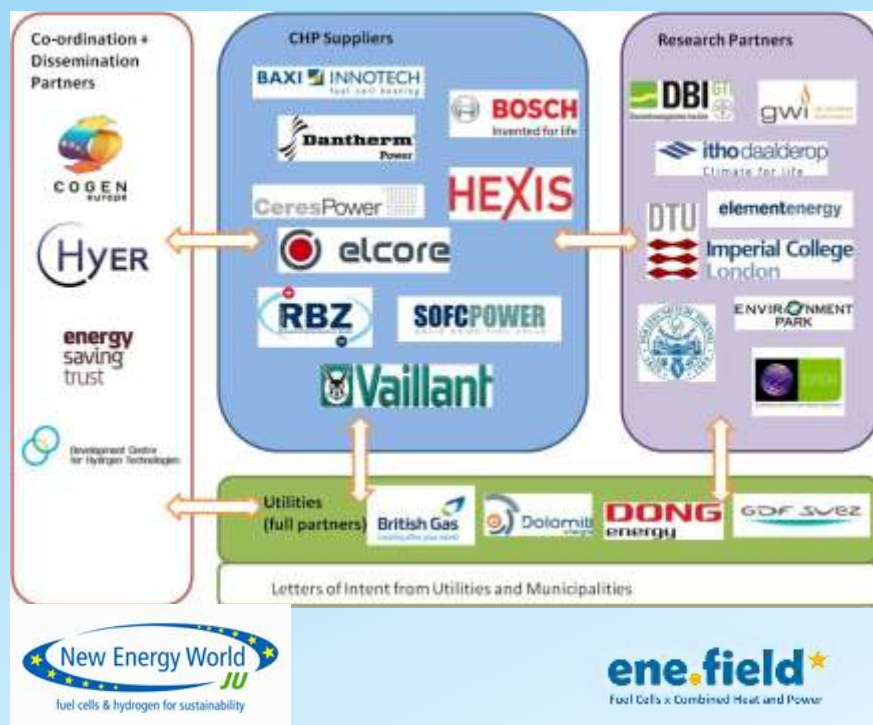 Co-ordination +
Dissemination
Partners
COGEN
europe
HYER
energy
saving
trust
Development Centre
for Hydrogen Technologies
CHP Suppliers
BAXI INNOTECH
fuel cell heating
BOSCH
Invented for life
Dantherm
Power
CeresPower
HEXIS
elcore
RBZ
SOFCPOWER
Vaillant
Research Partners
DBI GTI
gwi
itho daalderop
Climate for life
DTU
elementenergy
Imperial College
London
ENVIRONMENT
PARK
Utilities
(full partners)
British Gas
Dolomiti
DONG
energy
GDF SUEZ
Letters of Intent from Utilities and Municipalities
New Energy World
JU
fuel cells & hydrogen for sustainability
ene.field
Fuel Cells x Combined Heat and Power